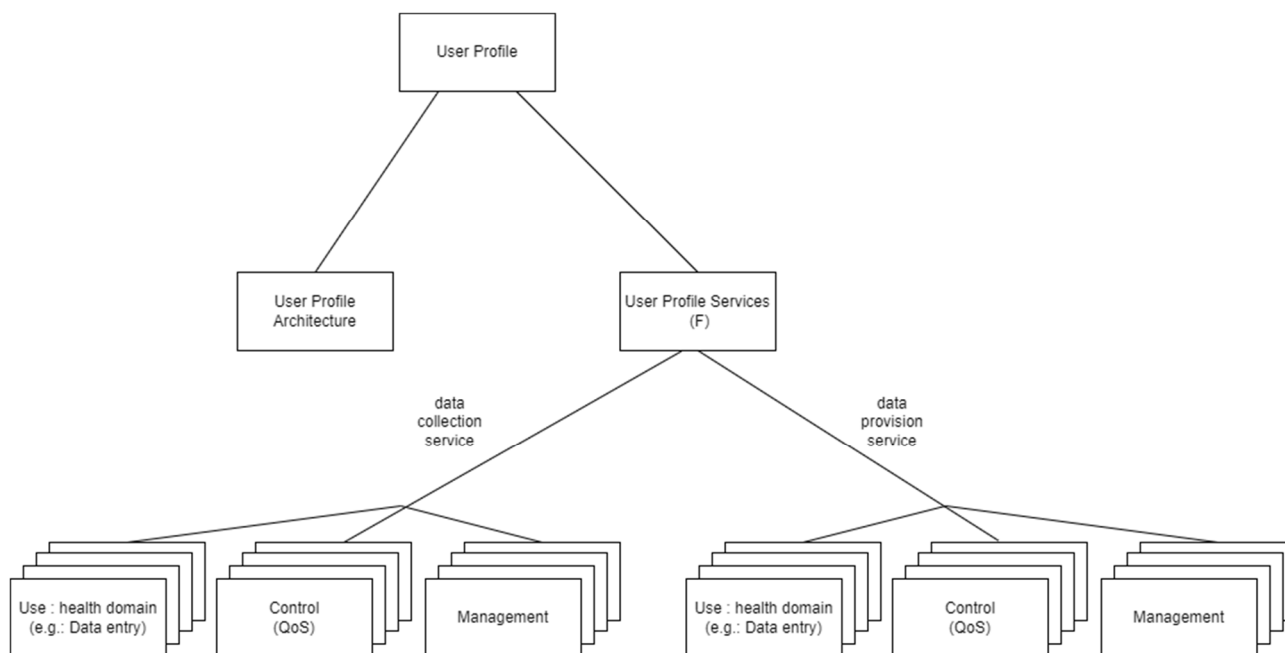 User Profile
User Profile
Architecture
User Profile Services
(F)
data
collection
service
data
provision
service
Use : health domain
(e.g.: Data entry)
Control
(QoS)
Management
Use : health domain
(e.g.: Data entry)
Control
(QoS)
Management